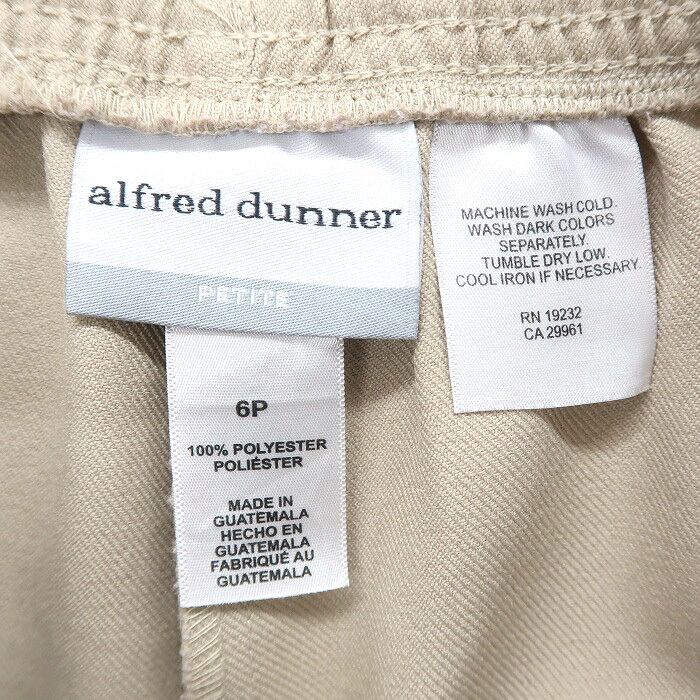 alfred dunner
PETITE
6P
100% POLYESTER
POLIÉSTER
MADE IN
GUATEMALA
HECHO EN
GUATEMALA
FABRIQUÉ AU
GUATEMALA
MACHINE WASH COLD.
WASH DARK COLORS
SEPARATELY.
TUMBLE DRY LOW.
COOL IRON IF NECESSARY.
RN 19232
CA 29961